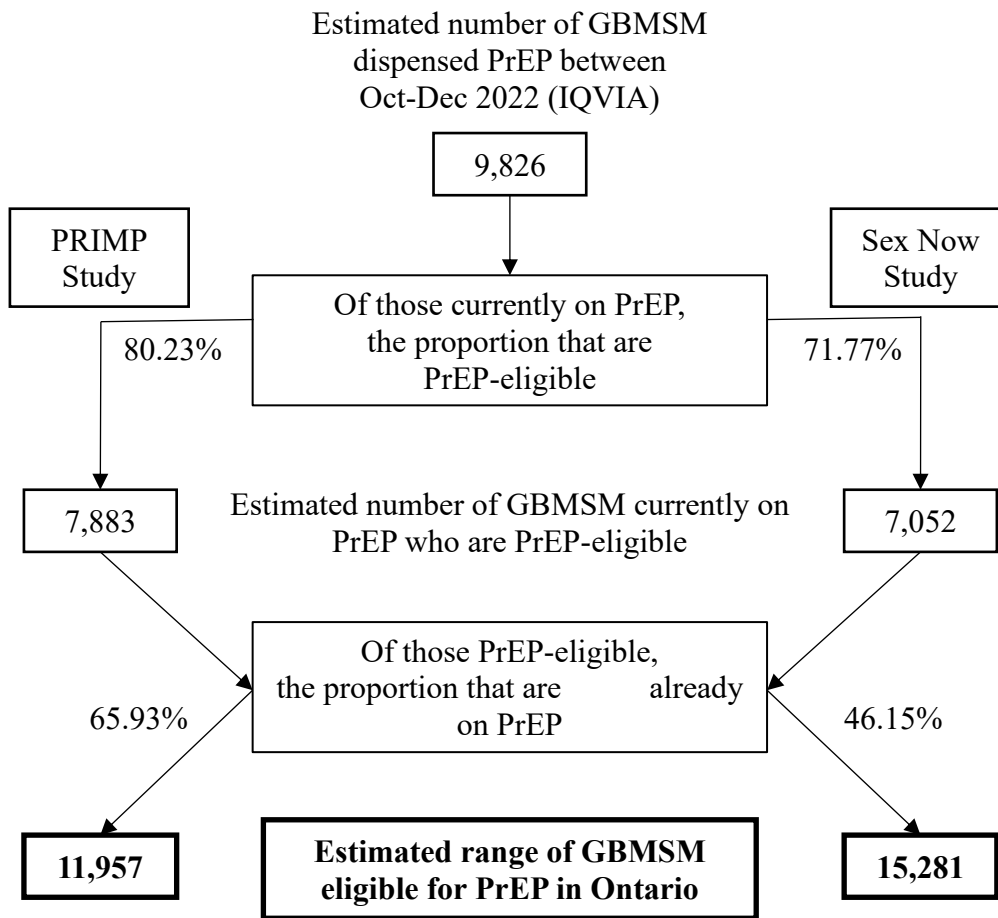 Estimated number of GBMSM
dispensed PrEP between
Oct-Dec 2022 (IQVIA)
9,826
PRIMP
Study
Sex Now
Study
Of those currently on PrEP,
the proportion that are
PrEP-eligible
80.23%
71.77%
7,883
Estimated number of GBMSM currently on
PrEP who are PrEP-eligible
7,052
Of those PrEP-eligible,
the proportion that are already
on PrEP
65.93%
46.15%
11,957
Estimated range of GBMSM
eligible for PrEP in Ontario
15,281